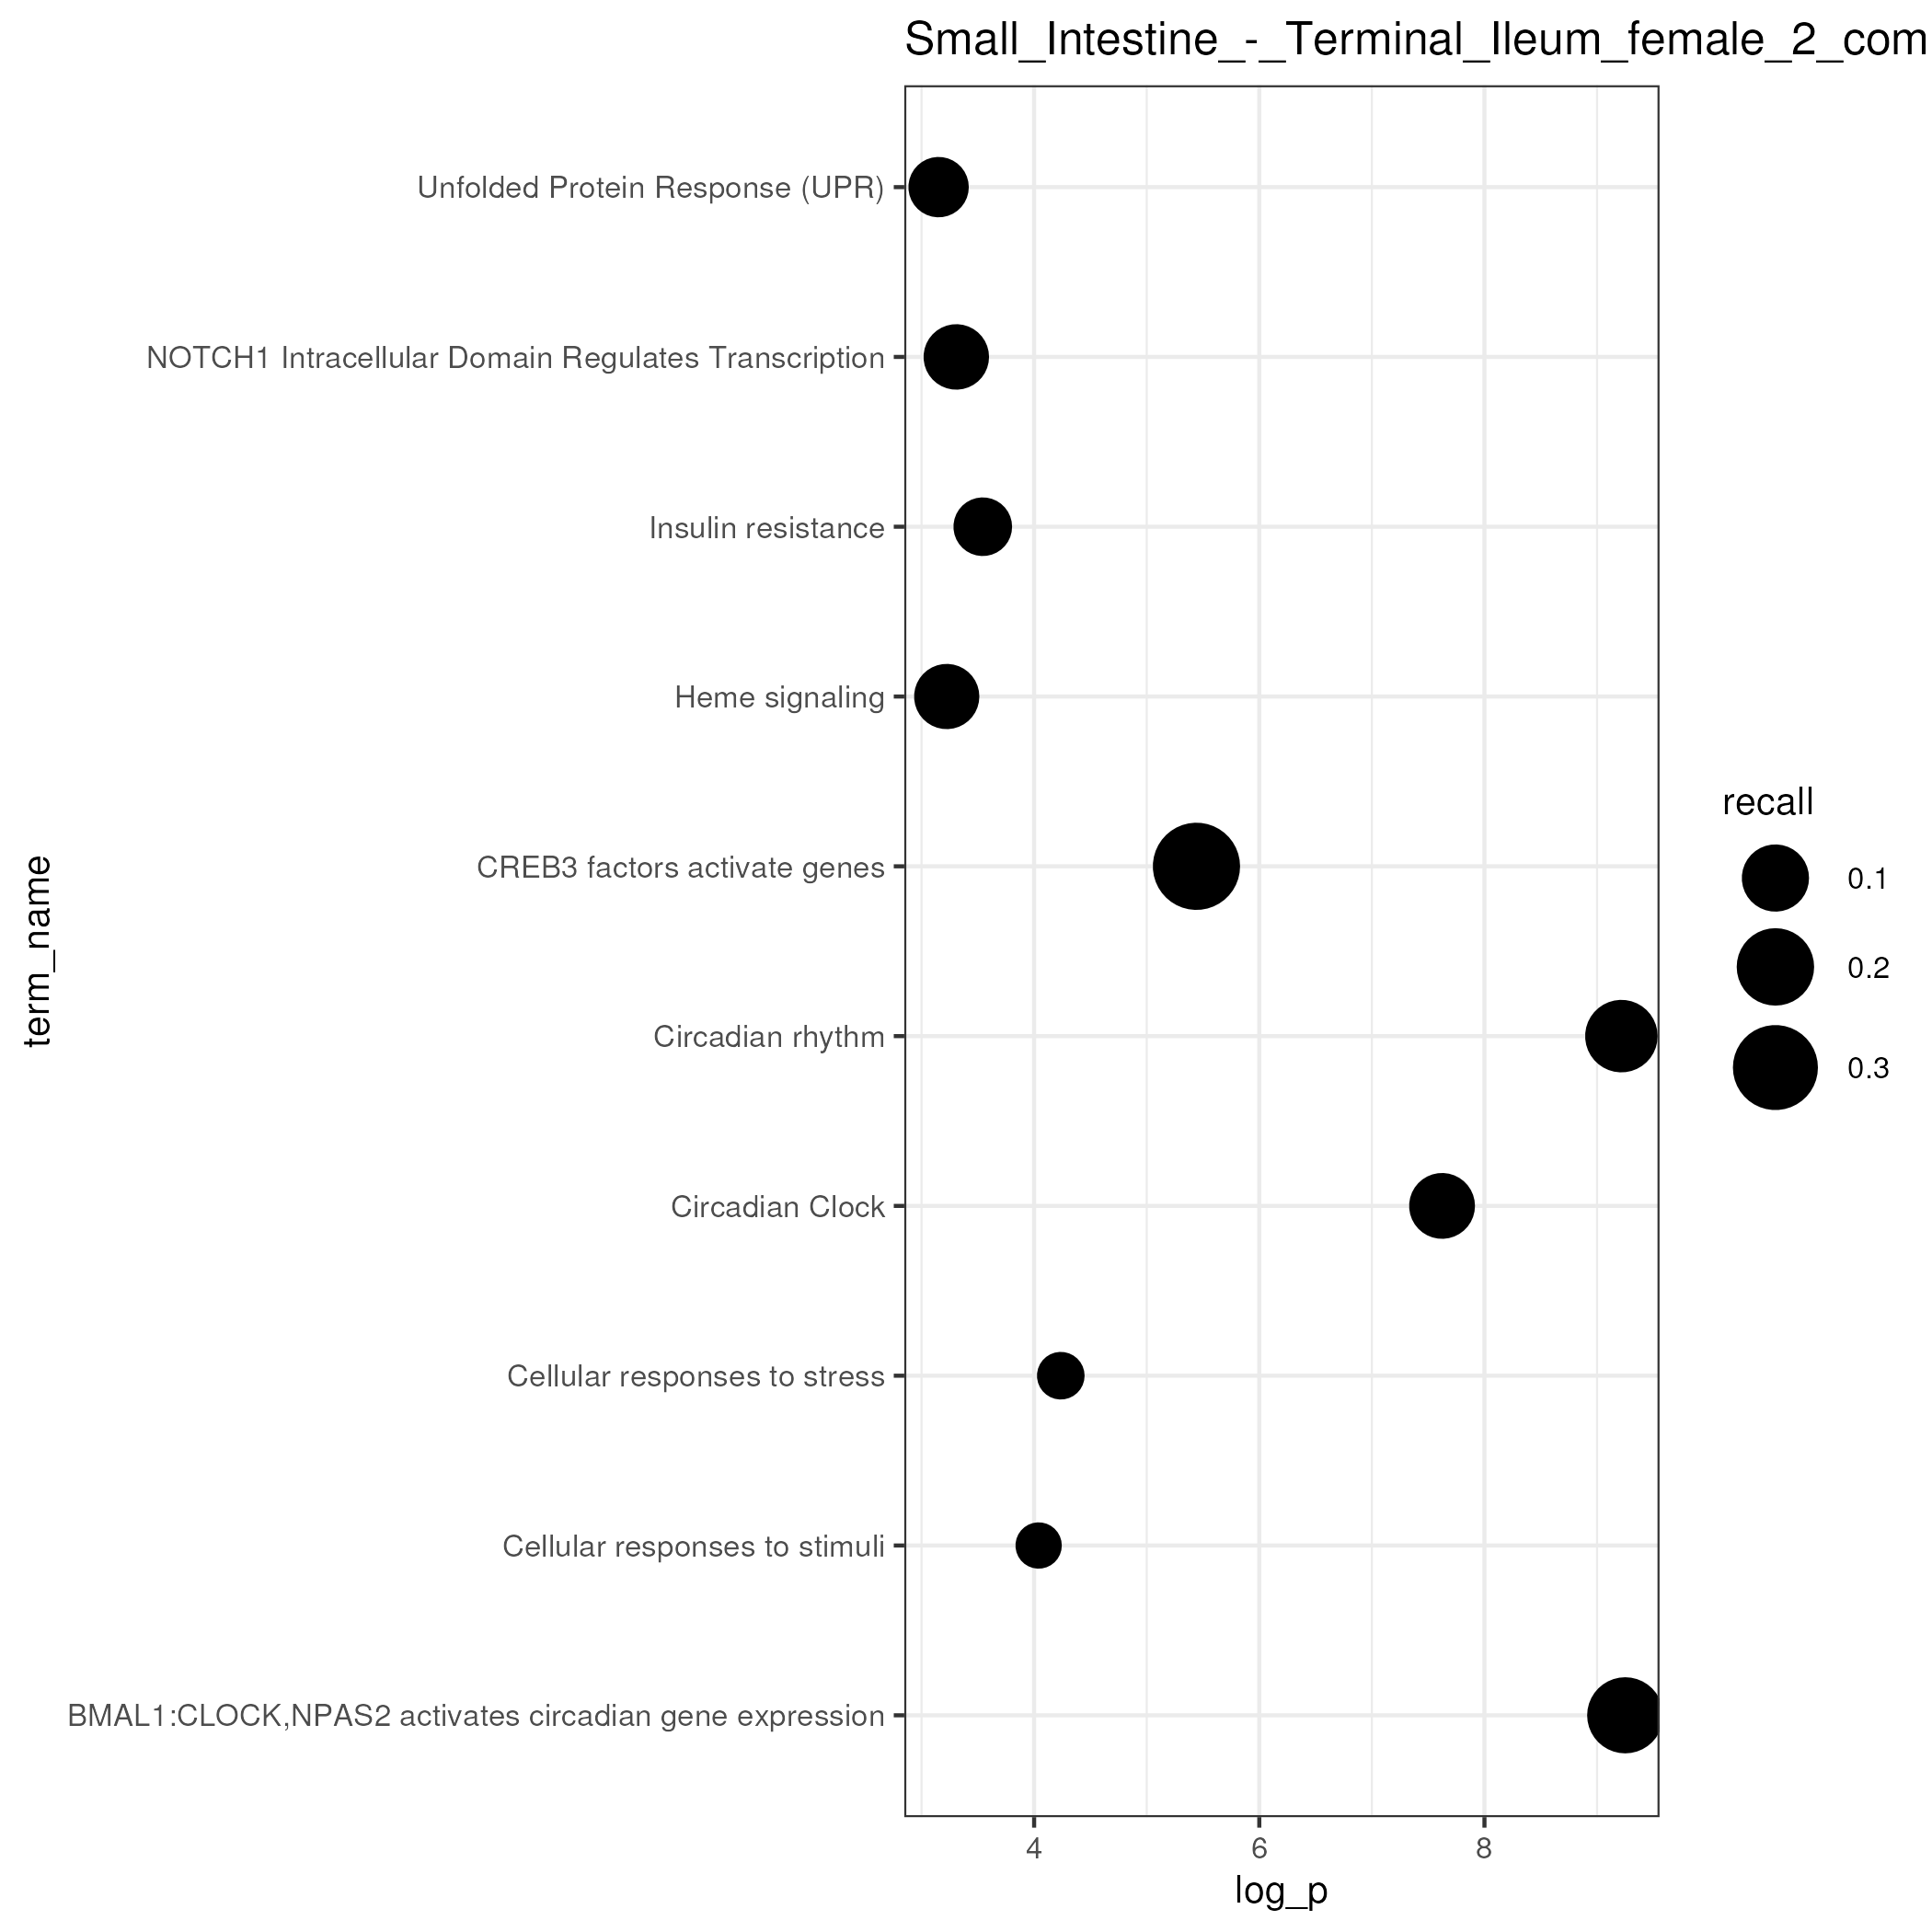 Small_Intestine_-_Terminal_Ileum_female_2_com
Unfolded Protein Response (UPR)
NOTCH1 Intracellular Domain Regulates Transcription
Insulin resistance
Heme signaling
CREB3 factors activate genes
Circadian rhythm
Circadian Clock
Cellular responses to stress
Cellular responses to stimuli
BMAL1:CLOCK,NPAS2 activates circadian gene expression
term_name
4 6 8
log_p
recall
0.1
0.2
0.3